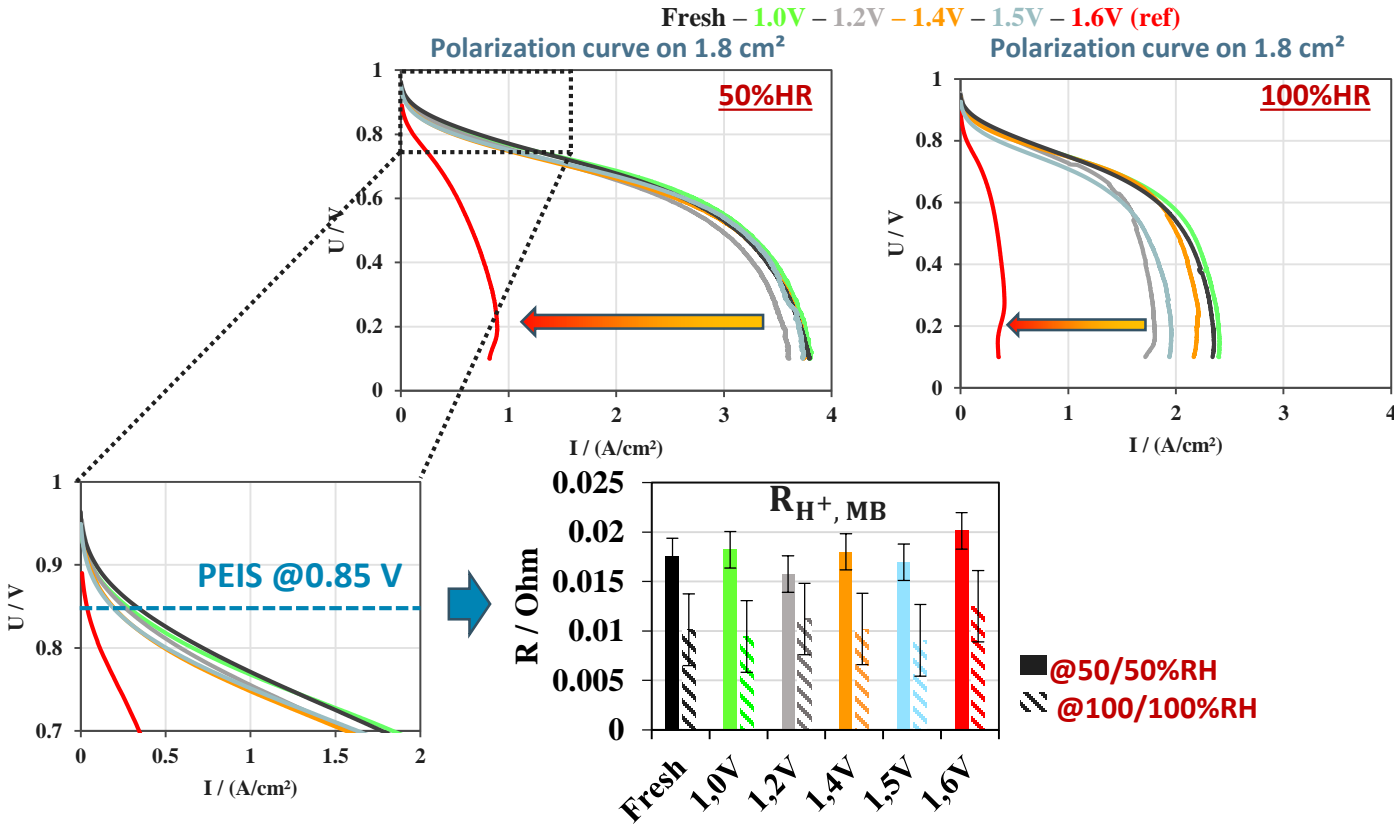 Fresh – 1.0V – 1.2V – 1.4V – 1.5V – 1.6V (ref)
Polarization curve on 1.8 cm²
Polarization curve on 1.8 cm²
50%HR
100%HR
1
0.8
0.6
0.4
0.2
0
U / V
0
1
2
3
4
I / (A/cm²)
1
0.8
0.6
0.4
0.2
0
U / V
0
1
2
3
4
I / (A/cm²)
1
0.9
0.8
0.7
U / V
0
0.5
1
1.5
2
I / (A/cm²)
PEIS @0.85 V
R_H⁺, MB
0.025
0.02
0.015
0.01
0.005
0
R / Ohm
Fresh
1,0V
1,2V
1,4V
1,5V
1,6V
@50/50%RH
@100/100%RH